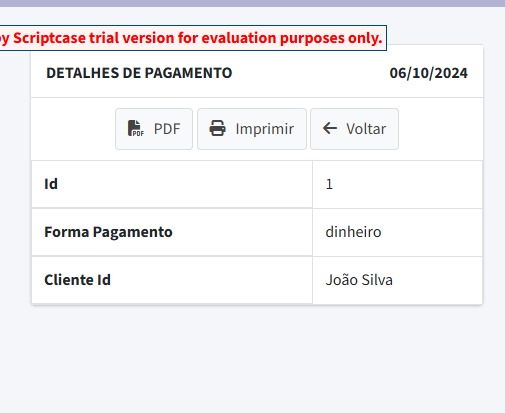 by Scriptcase trial version for evaluation purposes only.
DETALHES DE PAGAMENTO 06/10/2024
PDF Imprimir Voltar
Id 1
Forma Pagamento dinheiro
Cliente Id João Silva